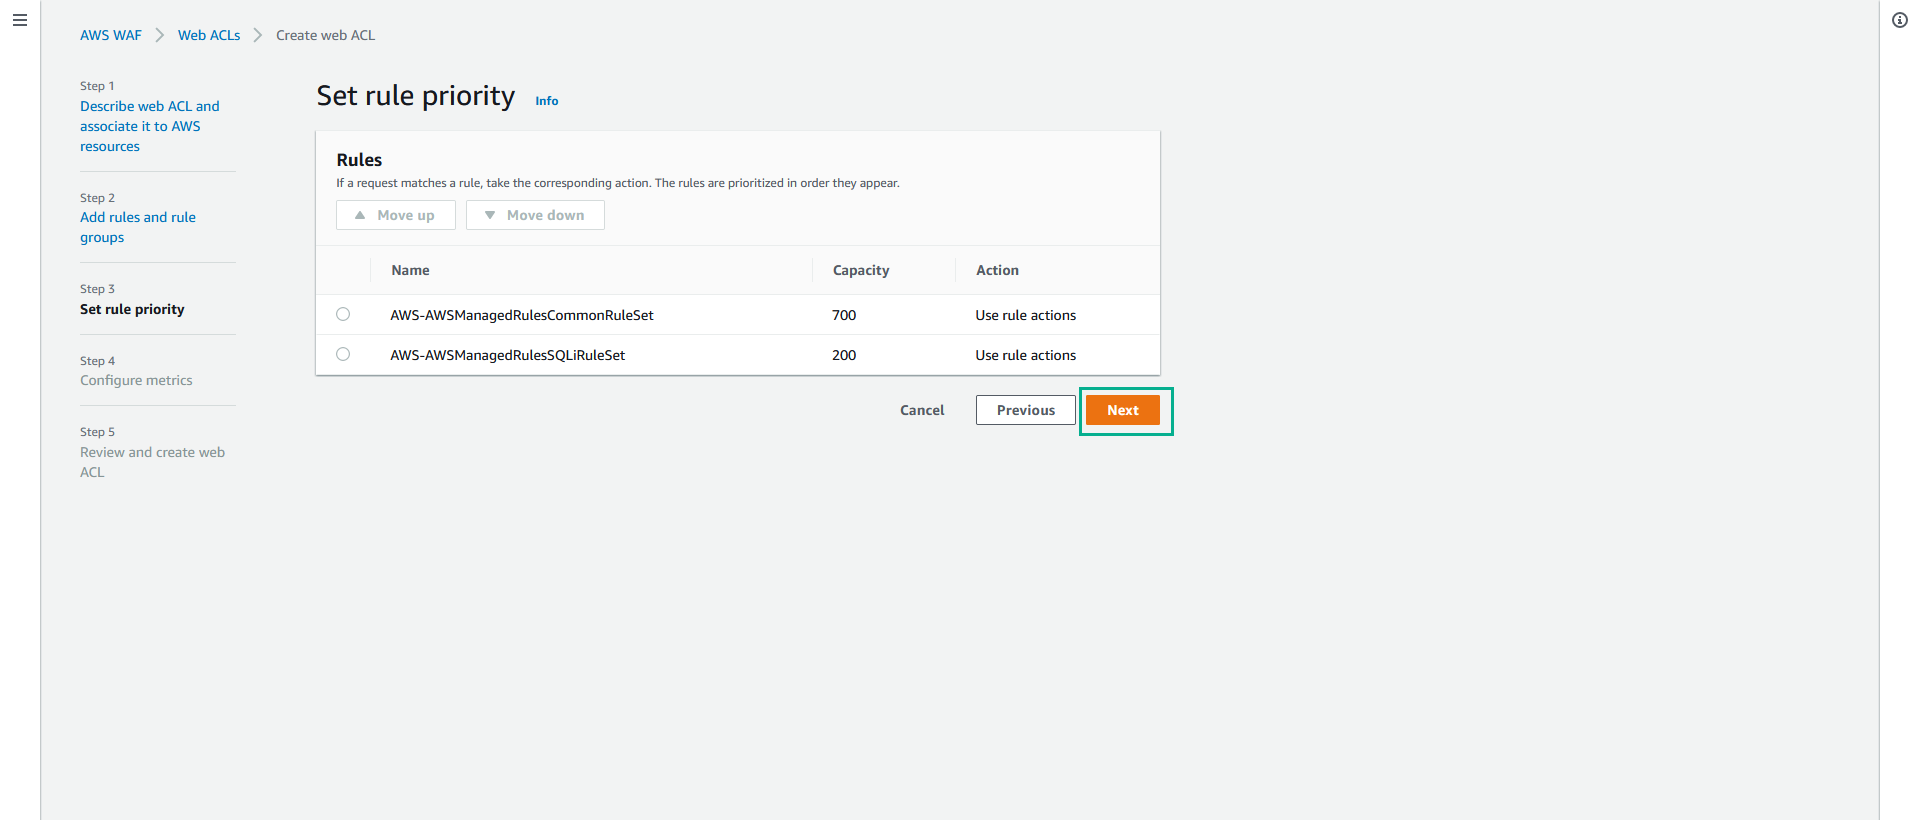 AWS WAF > Web ACLs > Create web ACL
Step 1
Describe web ACL and
associate it to AWS
resources
Step 2
Add rules and rule
groups
Step 3
Set rule priority
Step 4
Configure metrics
Step 5
Review and create web
ACL
Set rule priority Info
Rules
If a request matches a rule, take the corresponding action. The rules are prioritized in order they appear.
Move up Move down
Name Capacity Action
AWS-AWSManagedRulesCommonRuleSet 700 Use rule actions
AWS-AWSManagedRulesSQLiRuleSet 200 Use rule actions
Cancel Previous Next